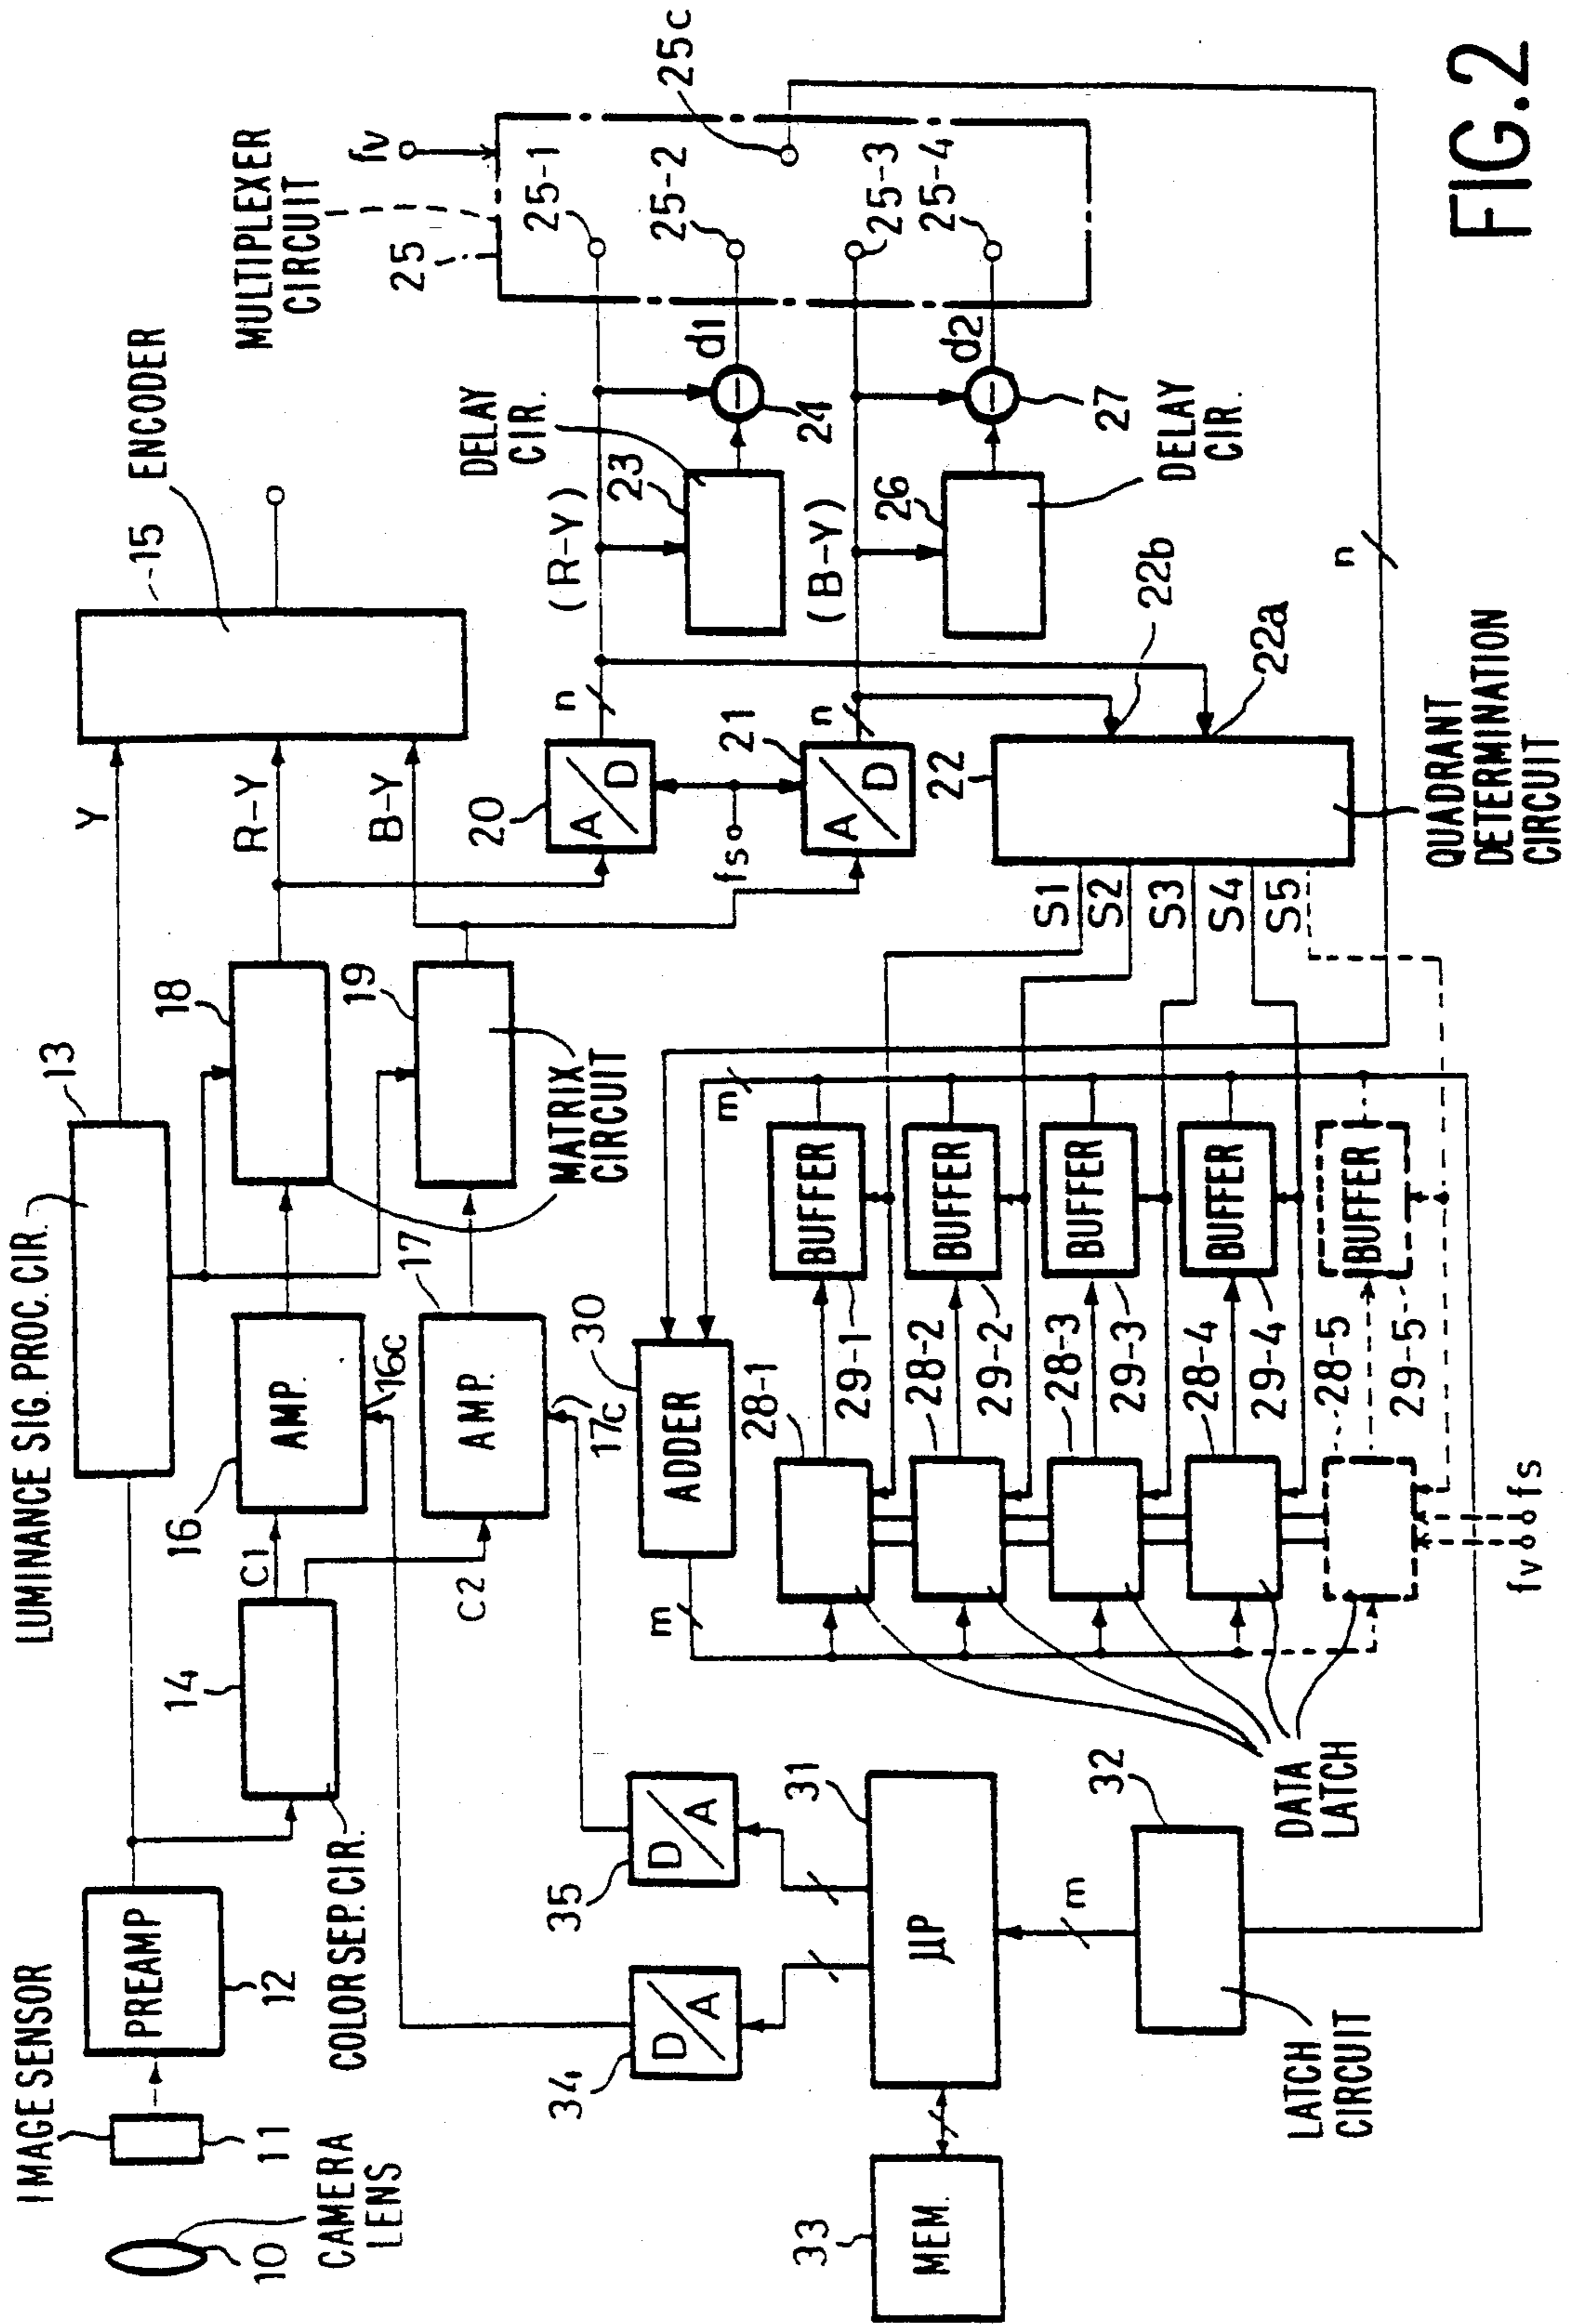 IMAGE SENSOR
11
10
CAMERA
LENS
PREAMP
12
LUMINANCE SIG. PROC. CIR.
13
14
COLOR SEP. CIR.
C1
C2
16
AMP.
16c
17
AMP.
17c
18
19
MATRIX
CIRCUIT
Y
R-Y
B-Y
15
ENCODER
20
A/D
fs
21
A/D
n
n
(R-Y)
(B-Y)
DELAY
CIR.
23
24
d1
26
27
d2
DELAY
CIR.
MULTIPLEXER
CIRCUIT
25
fv
25-1
25-2
25-3
25-4
25c
n
22
22b
22a
QUADRANT
DETERMINATION
CIRCUIT
S1
S2
S3
S4
S5
30
ADDER
m
m
28-1
BUFFER
29-1
28-2
BUFFER
29-2
28-3
BUFFER
29-3
28-4
BUFFER
29-4
28-5
BUFFER
29-5
fv
fs
DATA
LATCH
34
D/A
35
D/A
31
μP
33
MEM.
32
m
LATCH
CIRCUIT
FIG.2